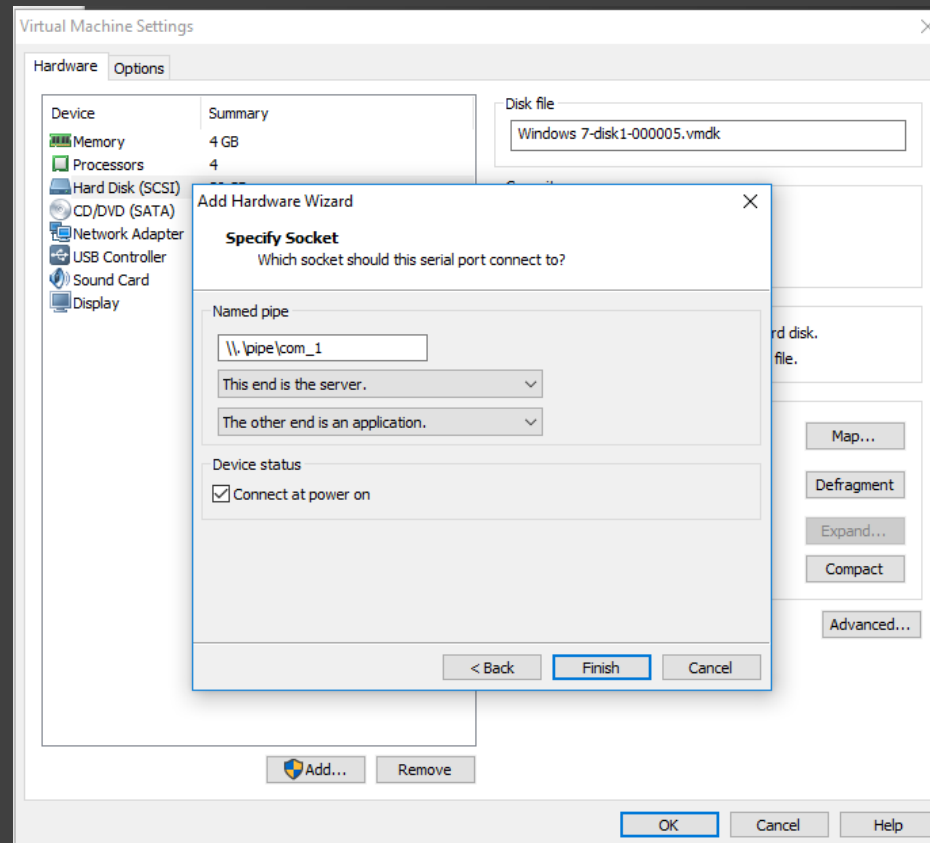 Virtual Machine Settings
Hardware Options
Device Summary
Memory 4 GB
Processors 4
Hard Disk (SCSI)
CD/DVD (SATA)
Network Adapter
USB Controller
Sound Card
Display
Add... Remove
Disk file
Windows 7-disk1-000005.vmdk
rd disk.
file.
Map...
Defragment
Expand...
Compact
Advanced...
Add Hardware Wizard
Specify Socket
Which socket should this serial port connect to?
Named pipe
\\.\pipe\com_1
This end is the server.
The other end is an application.
Device status
Connect at power on
< Back Finish Cancel
OK Cancel Help